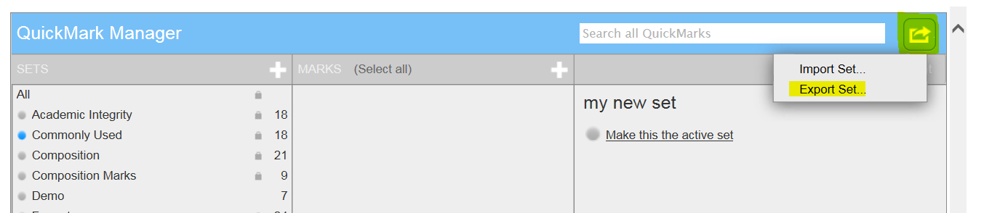 QuickMark Manager
Search all QuickMarks
SETS
MARKS (Select all)
Import Set...
Export Set...
All
Academic Integrity 18
Commonly Used 18
Composition 21
Composition Marks 9
Demo 7
my new set
Make this the active set